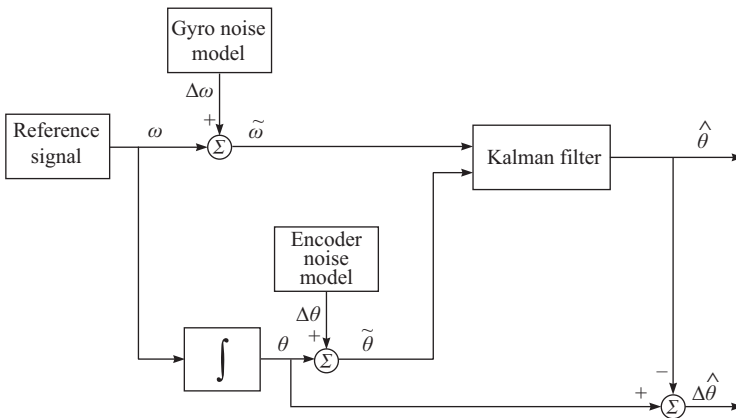 Gyro noise
model
Δω
+
Reference
signal
ω
Σ
ω̃
Kalman filter
θ̂
Encoder
noise
model
Δθ
+
∫
θ
Σ
θ̃
−
+
Σ
Δθ̂